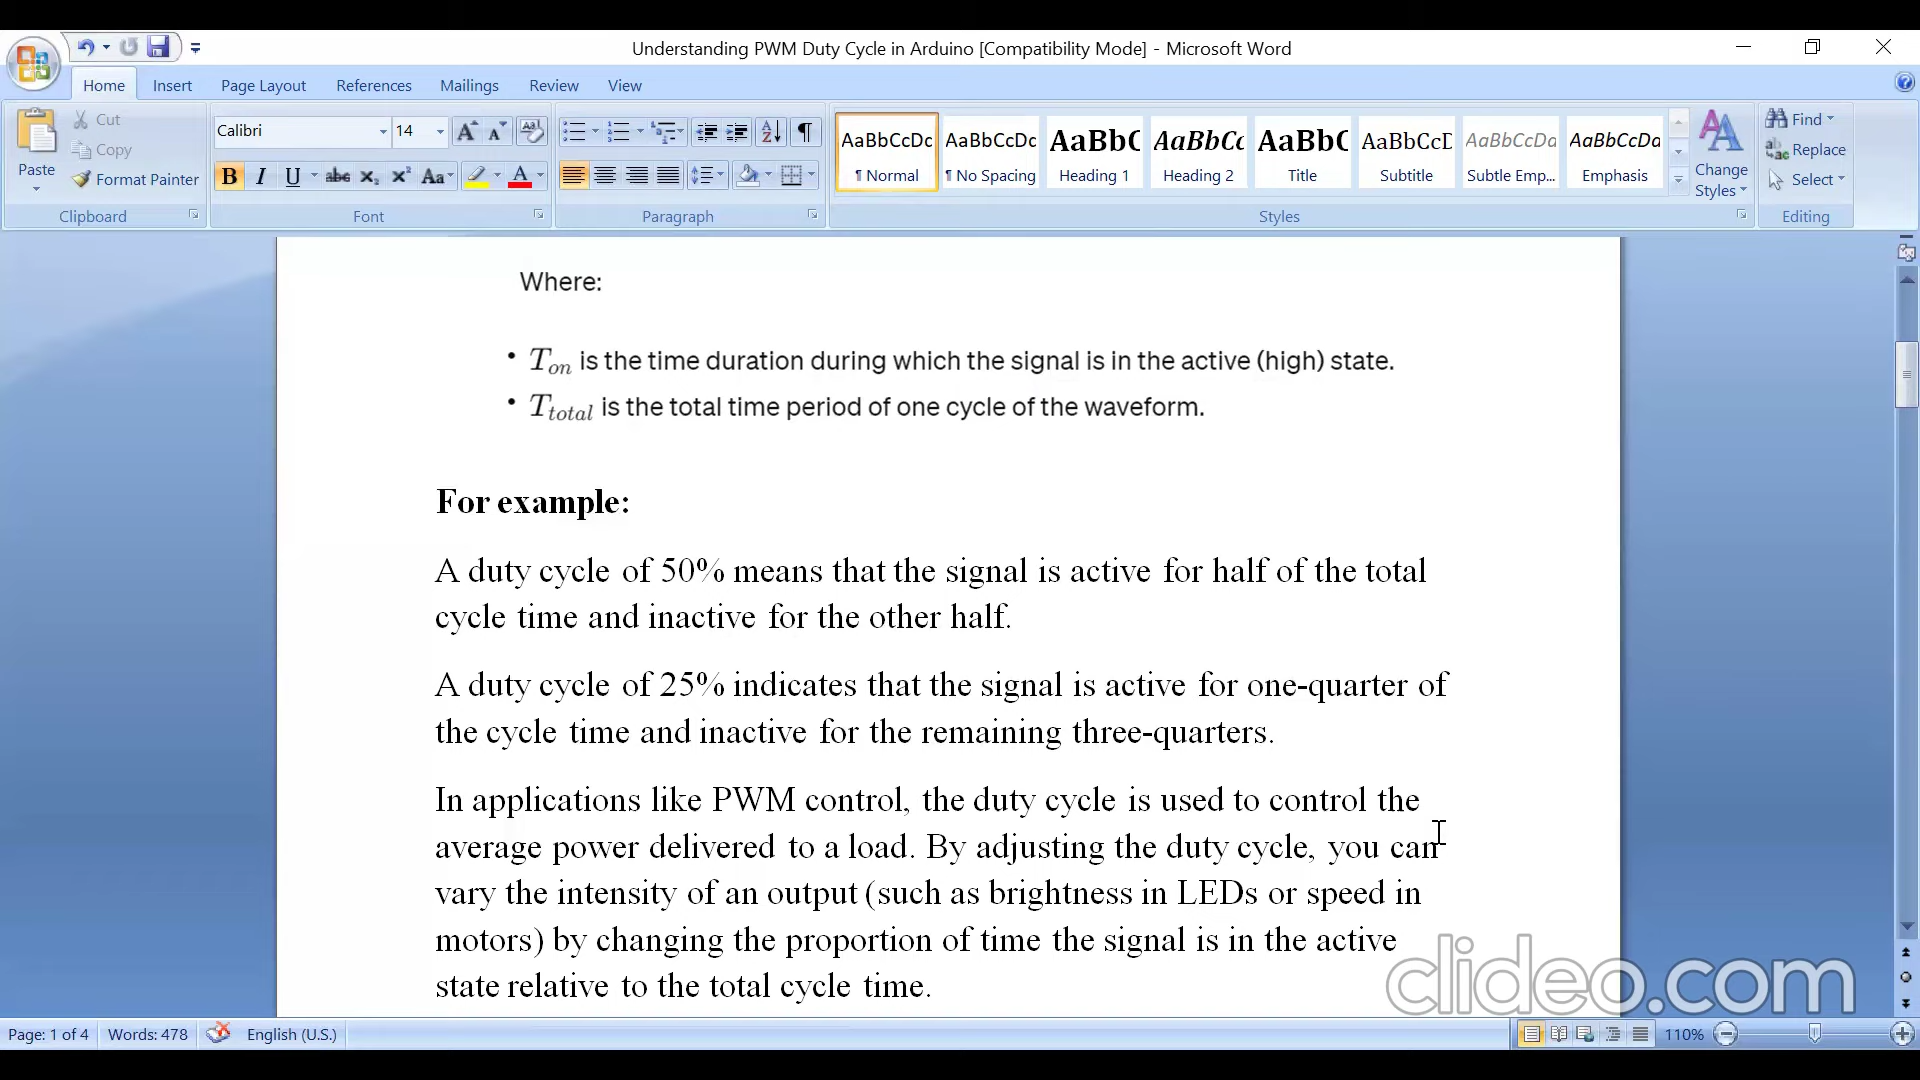 Understanding PWM Duty Cycle in Arduino [Compatibility Mode] - Microsoft Word
Home Insert Page Layout References Mailings Review View
Paste
Cut
Copy
Format Painter
Clipboard
Calibri 14
B I U abc X₂ X² Aa A
Font
Paragraph
AaBbCcDc AaBbCcDc AaBbC AaBbCc AaBbC AaBbCcD AaBbCcDa AaBbCcDa
¶ Normal ¶ No Spacing Heading 1 Heading 2 Title Subtitle Subtle Emp... Emphasis
Change
Styles
Styles
Find
Replace
Select
Editing
Where:
• T_on is the time duration during which the signal is in the active (high) state.
• T_total is the total time period of one cycle of the waveform.
For example:
A duty cycle of 50% means that the signal is active for half of the total
cycle time and inactive for the other half.
A duty cycle of 25% indicates that the signal is active for one-quarter of
the cycle time and inactive for the remaining three-quarters.
In applications like PWM control, the duty cycle is used to control the
average power delivered to a load. By adjusting the duty cycle, you can
vary the intensity of an output (such as brightness in LEDs or speed in
motors) by changing the proportion of time the signal is in the active
state relative to the total cycle time.
clideo.com
Page: 1 of 4 Words: 478 English (U.S.) 110%